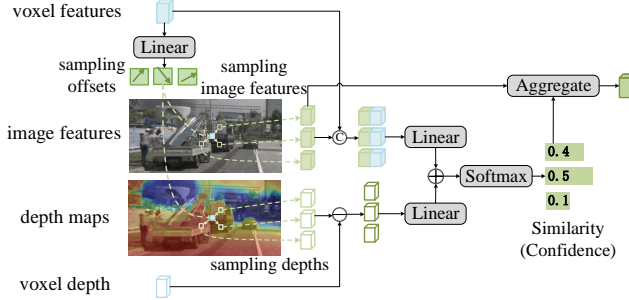 voxel features
Linear
sampling
offsets
sampling
image features
Aggregate
image features
C
Linear
0.4
Softmax
0.5
0.1
depth maps
Linear
Similarity
(Confidence)
sampling depths
voxel depth